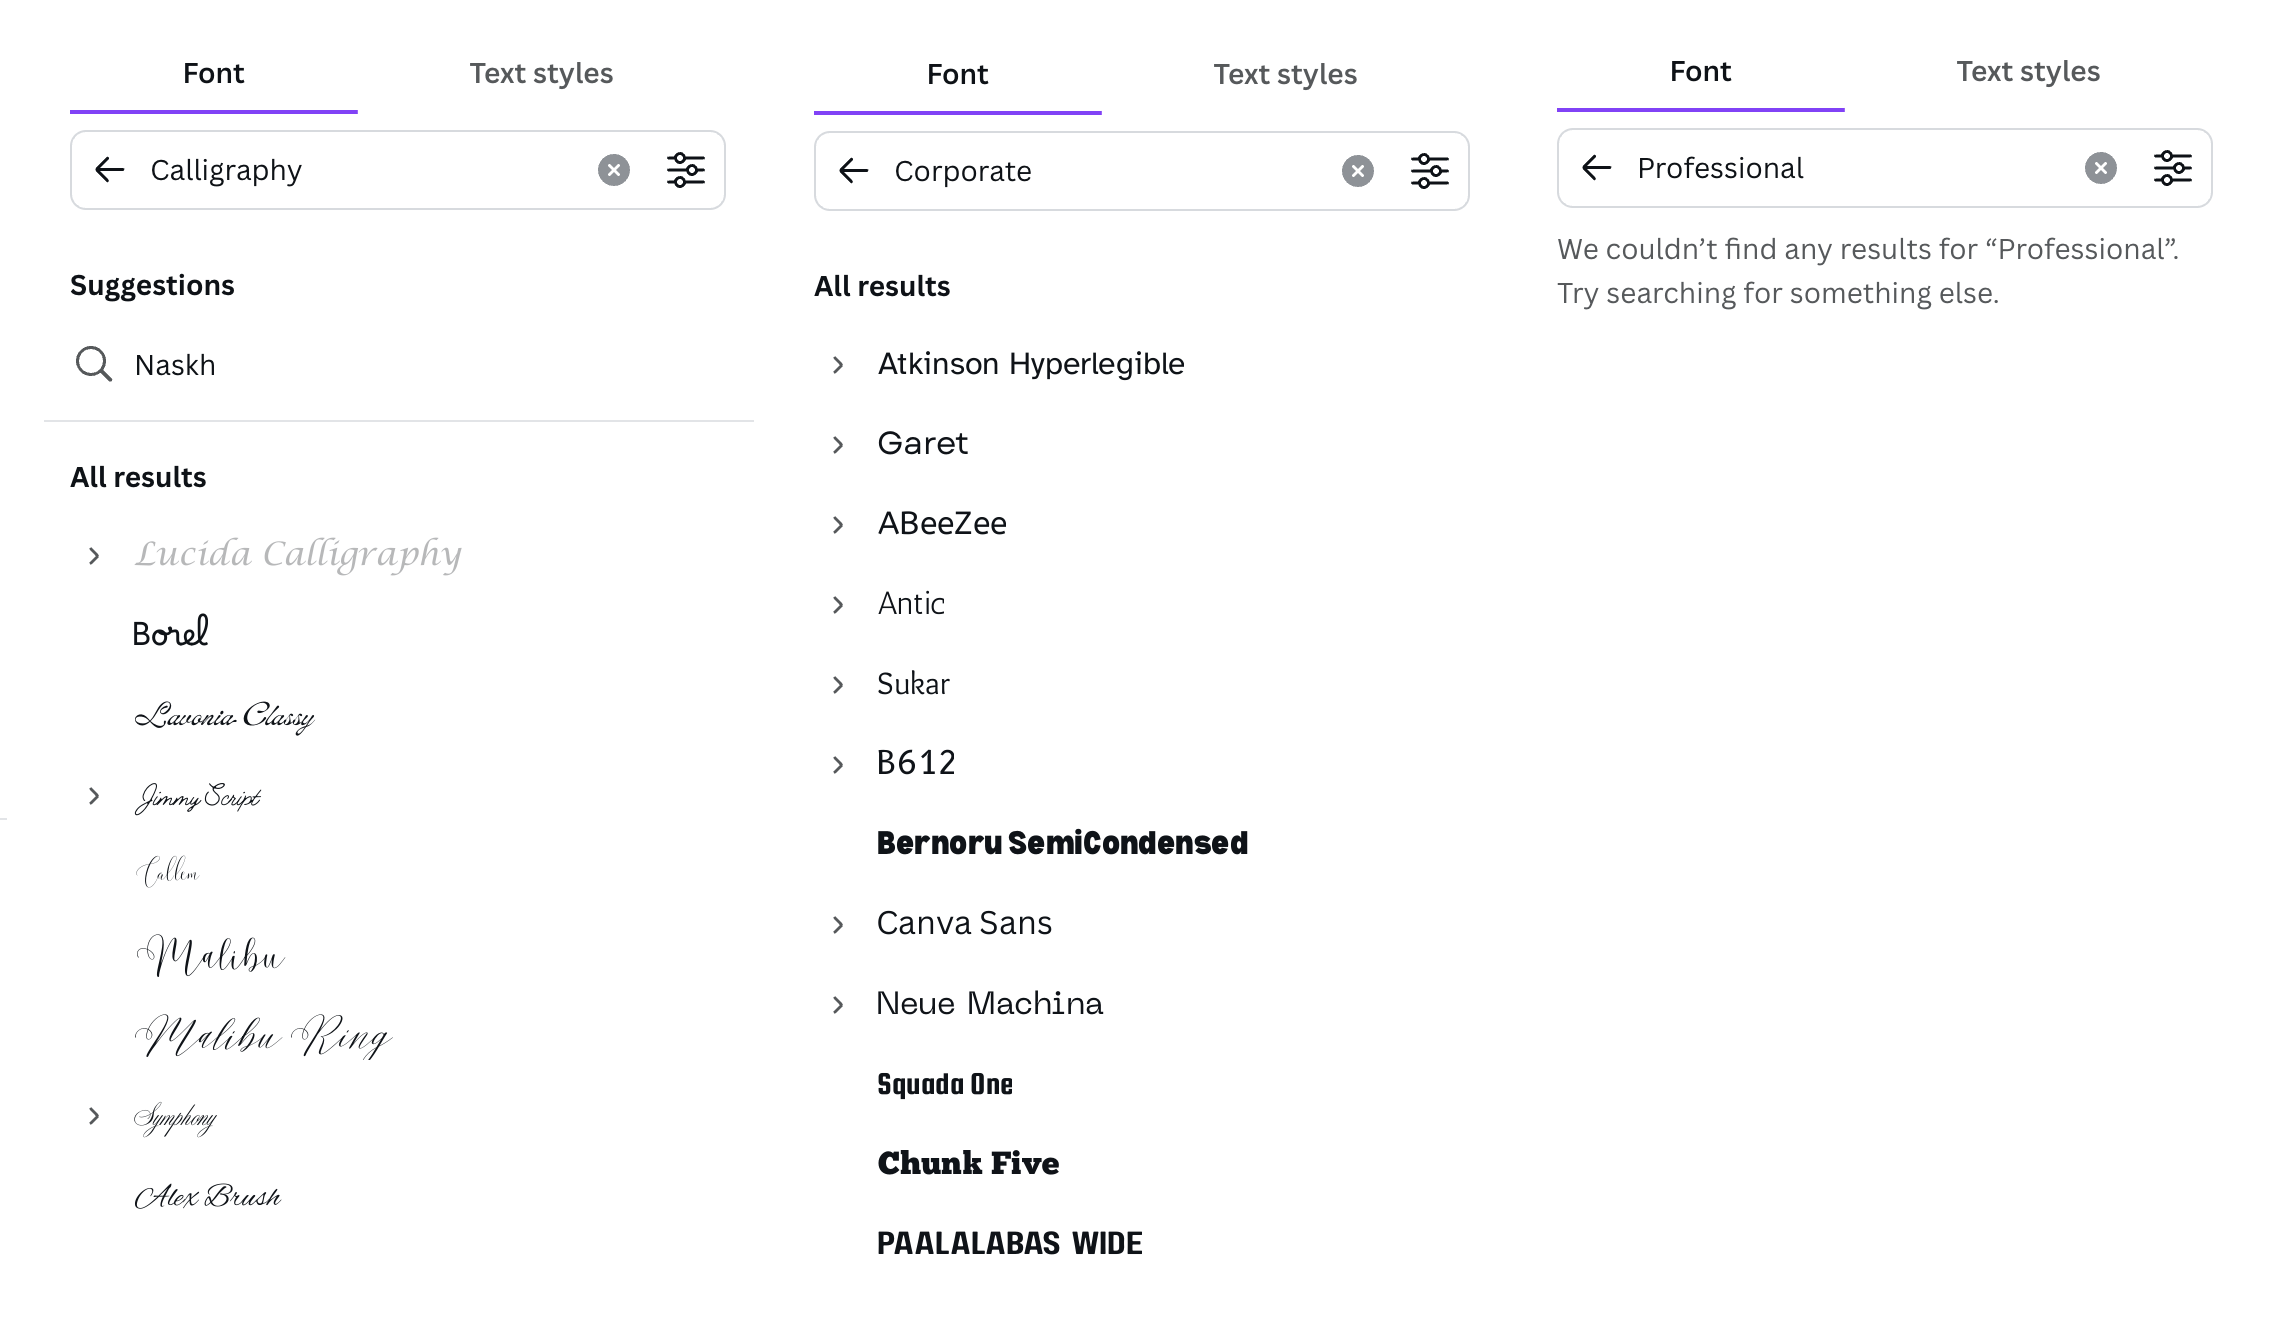 Font Text styles
Calligraphy
Suggestions
Naskh
All results
Lucida Calligraphy
Borel
Lavonia Classy
Jimmy Script
Callem
Malibu
Malibu Ring
Symphony
Alex Brush
Font Text styles
Corporate
All results
Atkinson Hyperlegible
Garet
ABeeZee
Antic
Sukar
B612
Bernoru SemiCondensed
Canva Sans
Neue Machina
Squada One
Chunk Five
PAALALABAS WIDE
Font Text styles
Professional
We couldn’t find any results for “Professional”.
Try searching for something else.